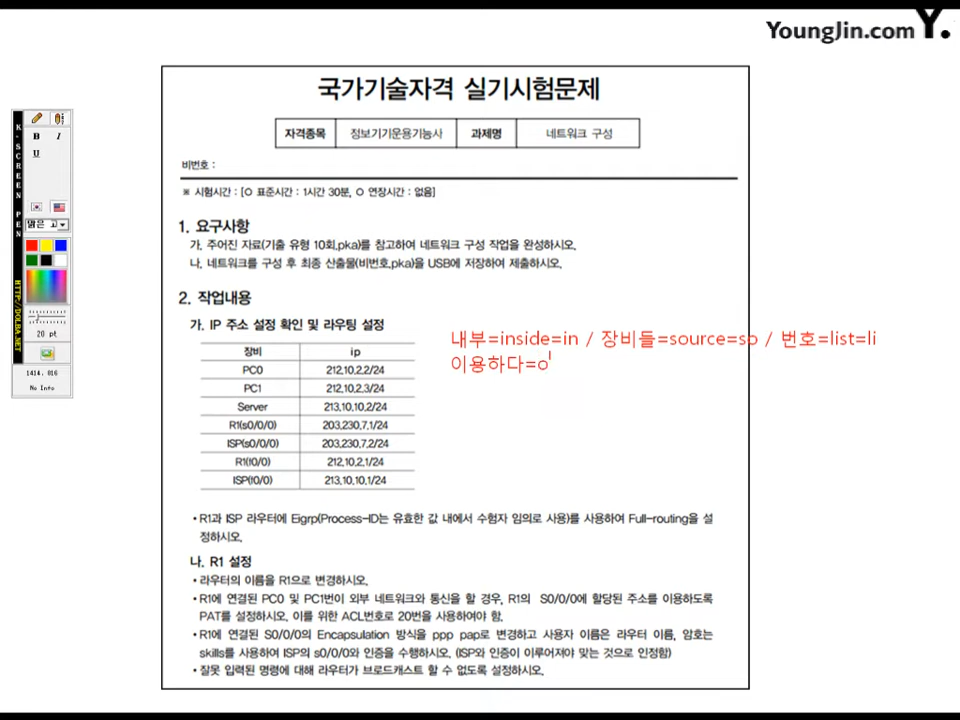 YoungJin.com Y.
국가기술자격 실기시험문제
자격종목 정보기기운용기능사 과제명 네트워크 구성
비번호 :
※ 시험시간 : [○ 표준시간 : 1시간 30분, ○ 연장시간 : 없음]
1. 요구사항
가. 주어진 자료(기출 유형 10회.pka)를 참고하여 네트워크 구성 작업을 완성하시오.
나. 네트워크를 구성 후 최종 산출물(비번호.pka)을 USB에 저장하여 제출하시오.
2. 작업내용
가. IP 주소 설정 확인 및 라우팅 설정
장비 ip
PC0 212.10.2.2/24
PC1 212.10.2.3/24
Server 213.10.10.2/24
R1(s0/0/0) 203.230.7.1/24
ISP(s0/0/0) 203.230.7.2/24
R1(f0/0) 212.10.2.1/24
ISP(f0/0) 213.10.10.1/24
내부=inside=in / 장비들=source=so / 번호=list=li
이용하다=o
• R1과 ISP 라우터에 Eigrp(Process-ID는 유효한 값 내에서 수험자 임의로 사용)를 사용하여 Full-routing을 설
정하시오.
나. R1 설정
• 라우터의 이름을 R1으로 변경하시오.
• R1에 연결된 PC0 및 PC1번이 외부 네트워크와 통신을 할 경우, R1의 S0/0/0에 할당된 주소를 이용하도록
PAT를 설정하시오. 이를 위한 ACL번호로 20번을 사용하여야 함.
• R1에 연결된 S0/0/0의 Encapsulation 방식을 ppp pap로 변경하고 사용자 이름은 라우터 이름, 암호는
skills를 사용하여 ISP의 s0/0/0와 인증을 수행하시오. (ISP와 인증이 이루어져야 맞는 것으로 인정함)
• 잘못 입력된 명령에 대해 라우터가 브로드캐스트 할 수 없도록 설정하시오.
K-SCREEN PEN
HTTP://DOLBA.NET
B I
U
맑은 고
20 pt
1414, 016
No Info